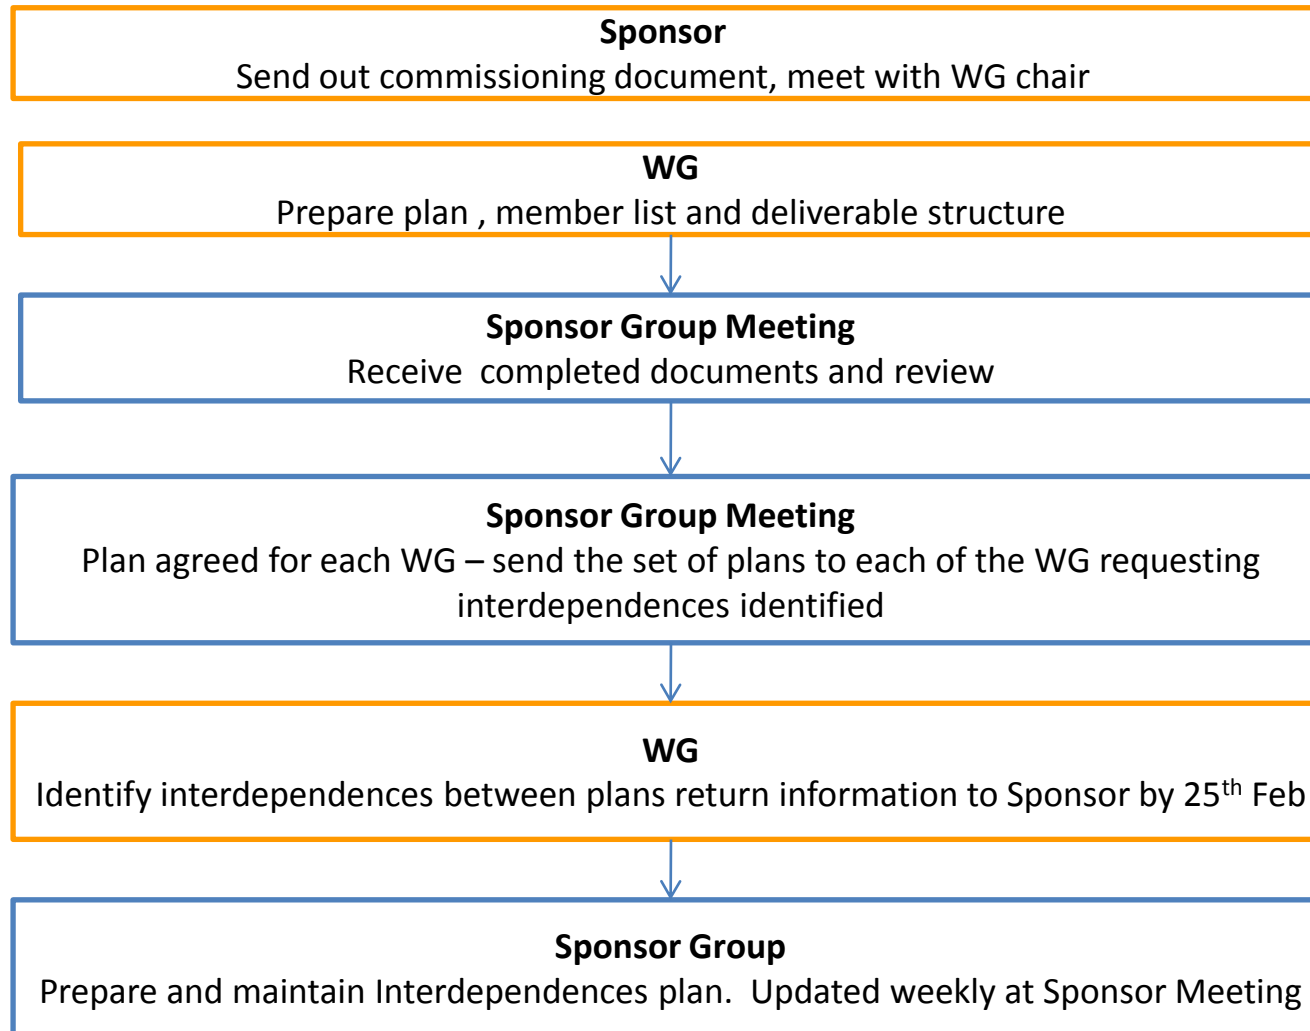 Sponsor
Send out commissioning document, meet with WG chair
WG
Prepare plan , member list and deliverable structure
Sponsor Group Meeting
Receive  completed documents and review
Sponsor Group Meeting
Plan agreed for each WG – send the set of plans to each of the WG requesting
interdependences identified
WG
Identify interdependences between plans return information to Sponsor by 25th Feb
Sponsor Group
Prepare and maintain Interdependences plan.  Updated weekly at Sponsor Meeting